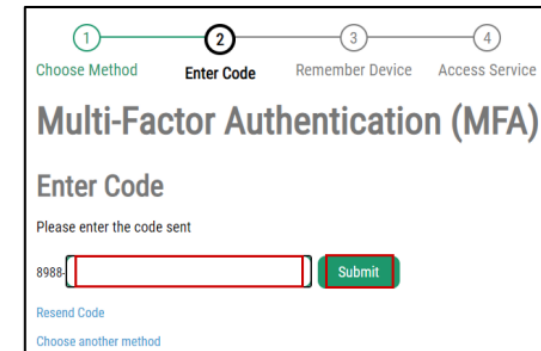 1 2 3 4
Choose Method Enter Code Remember Device Access Service
Multi-Factor Authentication (MFA)
Enter Code
Please enter the code sent
8988- Submit
Resend Code
Choose another method